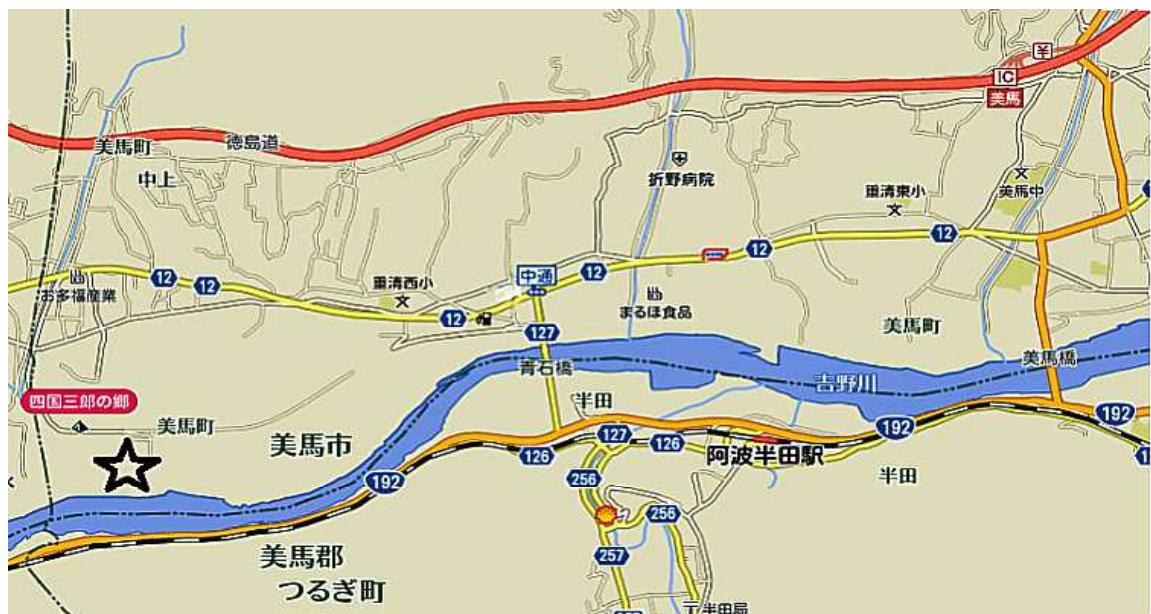 ¥
IC
美馬
徳島道
美馬町
中上
折野病院
重清東小
美馬中
12
12
12
12
12
お多福産業
重清西小
中通
12
まるほ食品
127
美馬町
青石橋
美馬橋
吉野川
四国三郎の郷
美馬町
半田
192
192
美馬市
127
126
126
阿波半田駅
半田
192
256
256
美馬郡
つるぎ町
257
〒半田局